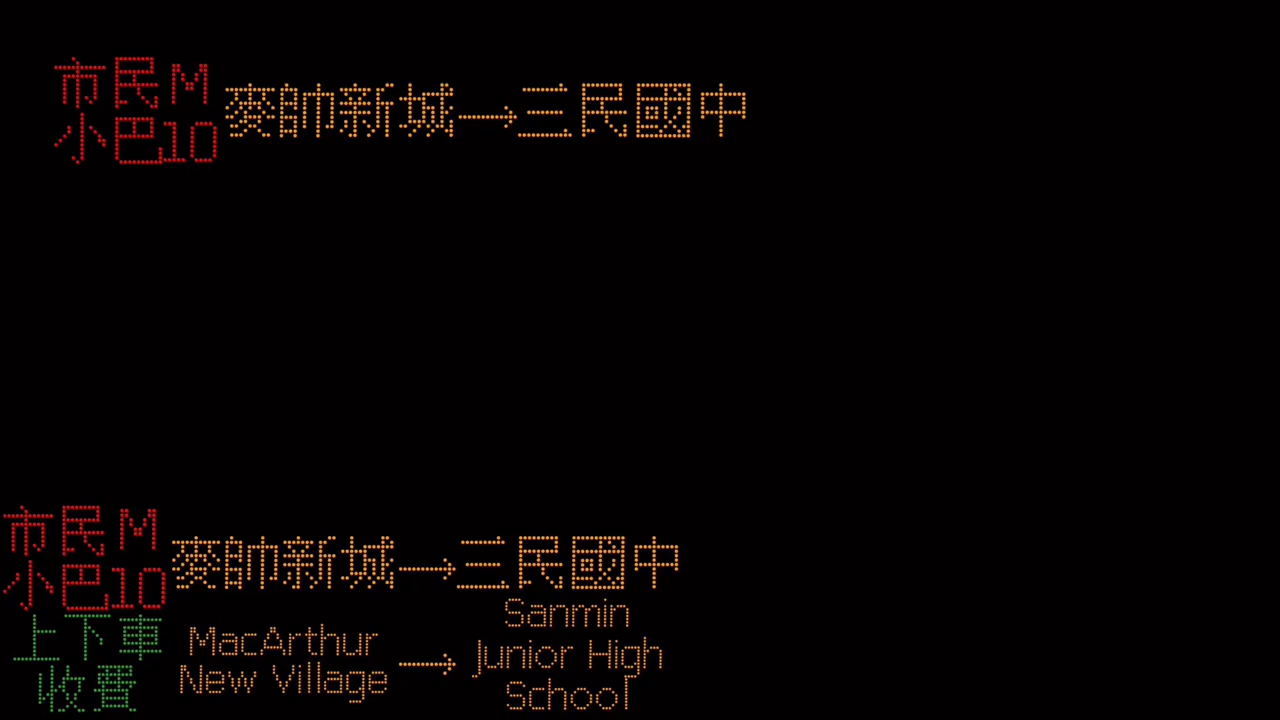 市民M
小巴10
麥帥新城→三民國中
市民M
小巴10
麥帥新城→三民國中
上下車
收費
MacArthur
New Village
→
Sanmin
Junior High
School